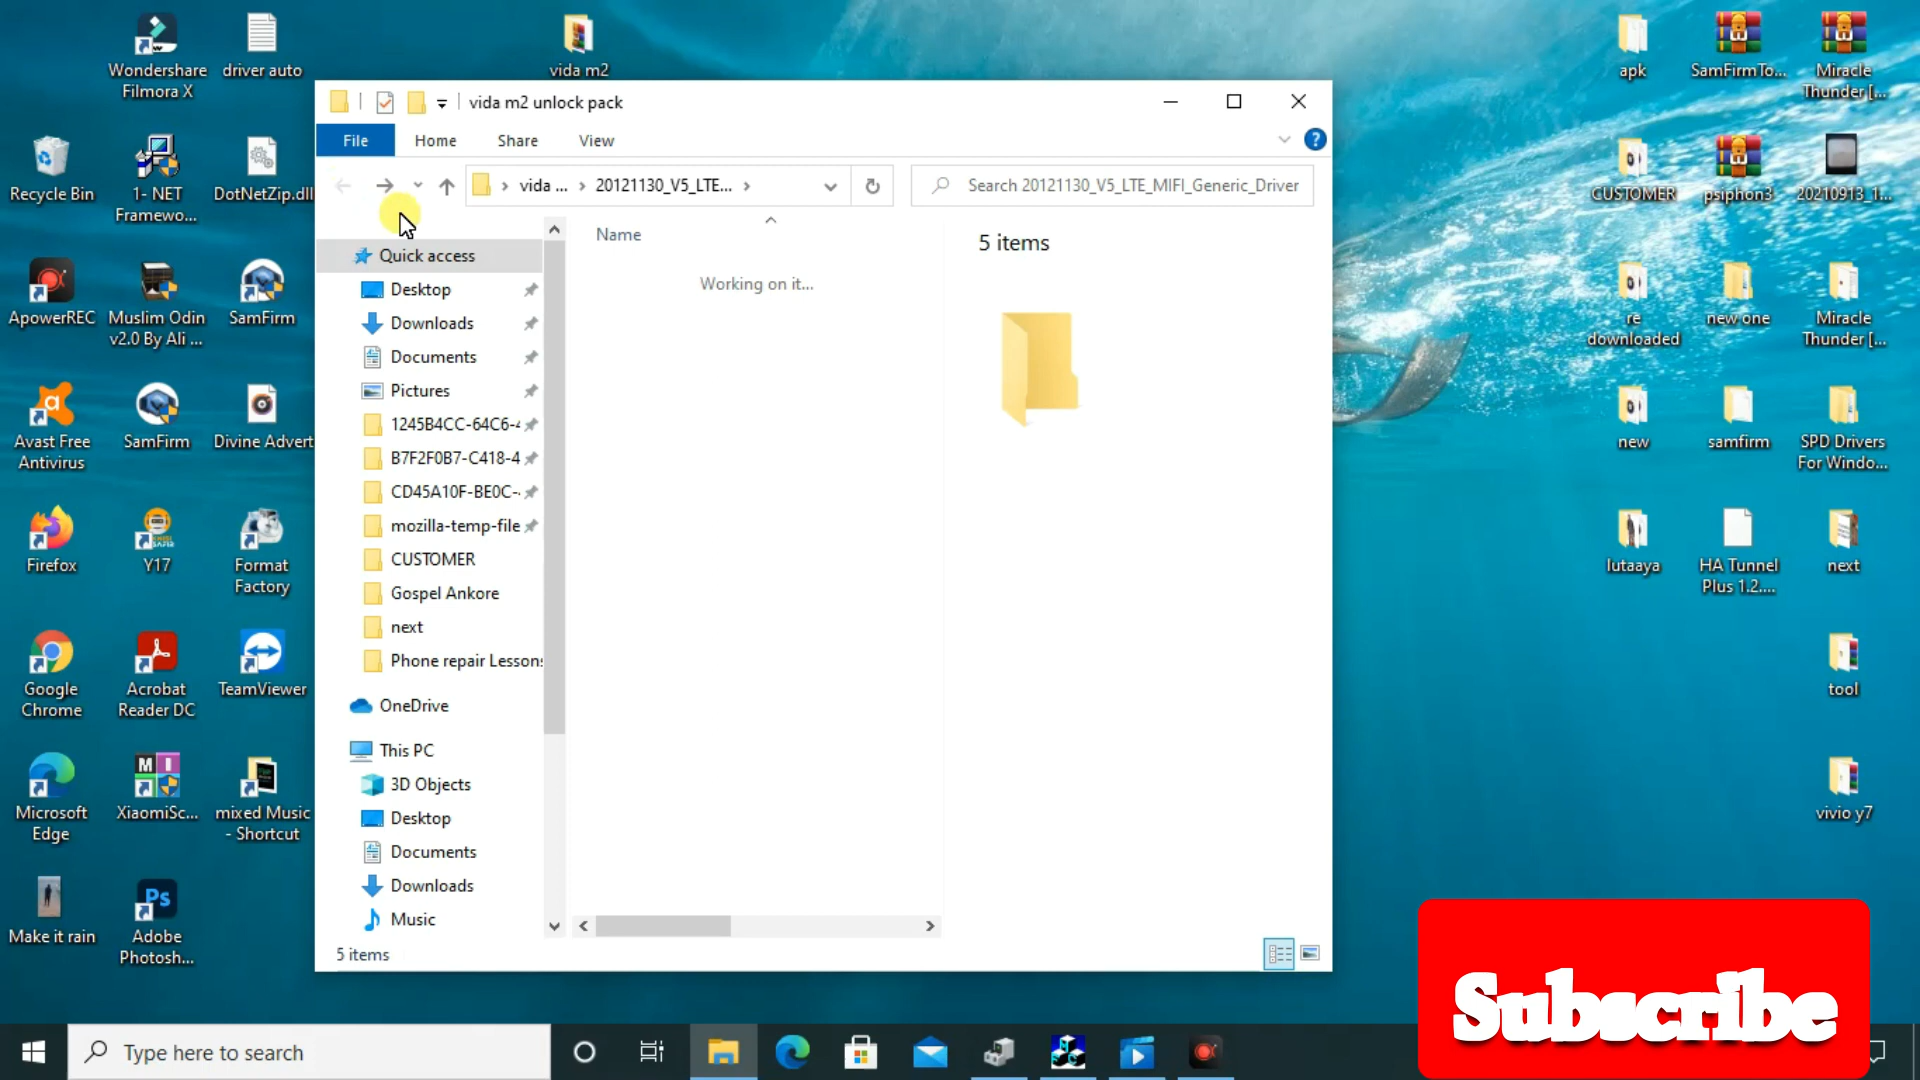 Wondershare
Filmora X
driver auto
vida m2
apk
SamFirmTo...
Miracle
Thunder [...
vida m2 unlock pack
File
Home
Share
View
vida ...
20121130_V5_LTE...
Search 20121130_V5_LTE_MIFI_Generic_Driver
Recycle Bin
1- NET
Framewo...
DotNetZip.dll
CUSTOMER
psiphon3
20210913_1...
Name
5 items
Working on it...
Quick access
Desktop
Downloads
Documents
Pictures
1245B4CC-64C6-4
B7F2F0B7-C418-4
CD45A10F-BE0C-
mozilla-temp-file
CUSTOMER
Gospel Ankore
next
Phone repair Lessons
OneDrive
This PC
3D Objects
Desktop
Documents
Downloads
Music
5 items
ApowerREC
Muslim Odin
v2.0 By Ali ...
SamFirm
re
downloaded
new one
Miracle
Thunder [...
Avast Free
Antivirus
SamFirm
Divine Advert
new
samfirm
SPD Drivers
For Windo...
Firefox
Y17
Format
Factory
lutaaya
HA Tunnel
Plus 1.2....
next
Google
Chrome
Acrobat
Reader DC
TeamViewer
tool
Microsoft
Edge
XiaomiSc...
mixed Music
- Shortcut
vivio y7
Make it rain
Adobe
Photosh...
Subscribe
Type here to search